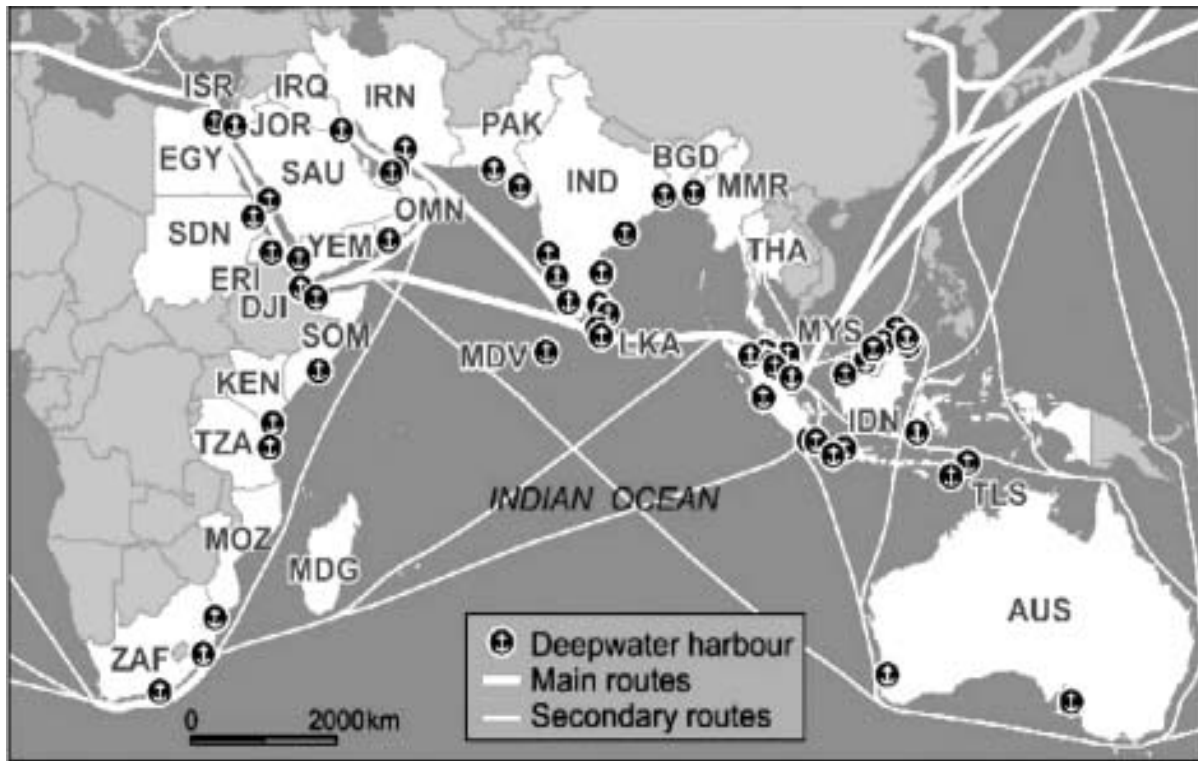 ISR
IRQ
IRN
JOR
PAK
EGY
SAU
IND
BGD
MMR
OMN
SDN
YEM
THA
ERI
DJI
SOM
MYS
LKA
MDV
KEN
IDN
TZA
INDIAN OCEAN
TLS
MOZ
MDG
AUS
ZAF
Deepwater harbour
Main routes
Secondary routes
0 2000km